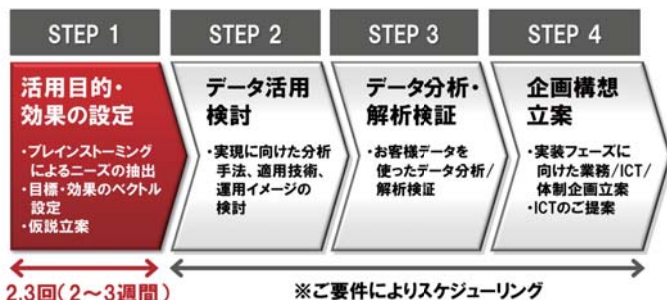 STEP 1
活用目的・
効果の設定
・ブレインストーミング
によるニーズの抽出
・目標・効果のベクトル
設定
・仮説立案
2,3回(2～3週間)
STEP 2
データ活用
検討
・実現に向けた分析
手法、適用技術、
運用イメージの
検討
STEP 3
データ分析・
解析検証
・お客様データを
使ったデータ分析/
解析検証
STEP 4
企画構想
立案
・実装フェーズに
向けた業務/ICT/
体制企画立案
・ICTのご提案
※ご要件によりスケジューリング